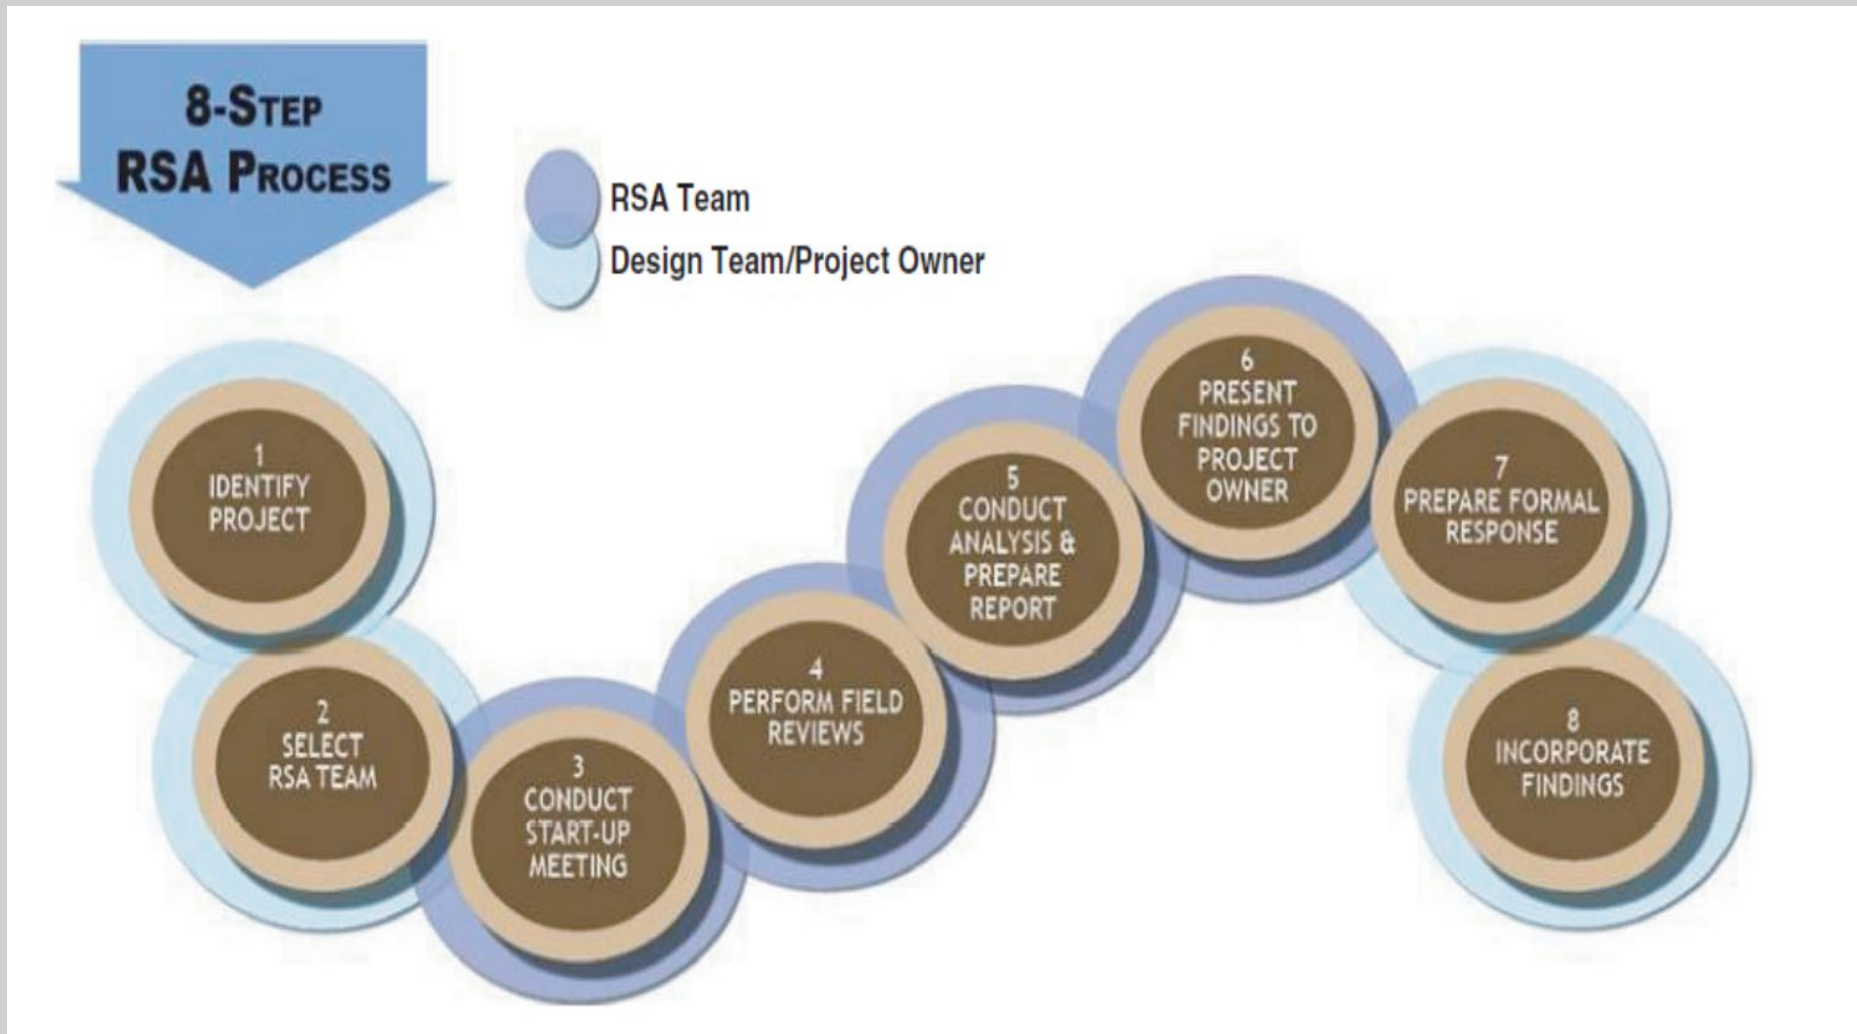 8-STEP
RSA PROCESS
RSA Team
Design Team/Project Owner
1
IDENTIFY
PROJECT
2
SELECT
RSA TEAM
3
CONDUCT
START-UP
MEETING
4
PERFORM FIELD
REVIEWS
5
CONDUCT
ANALYSIS &
PREPARE
REPORT
6
PRESENT
FINDINGS TO
PROJECT
OWNER
7
PREPARE FORMAL
RESPONSE
8
INCORPORATE
FINDINGS